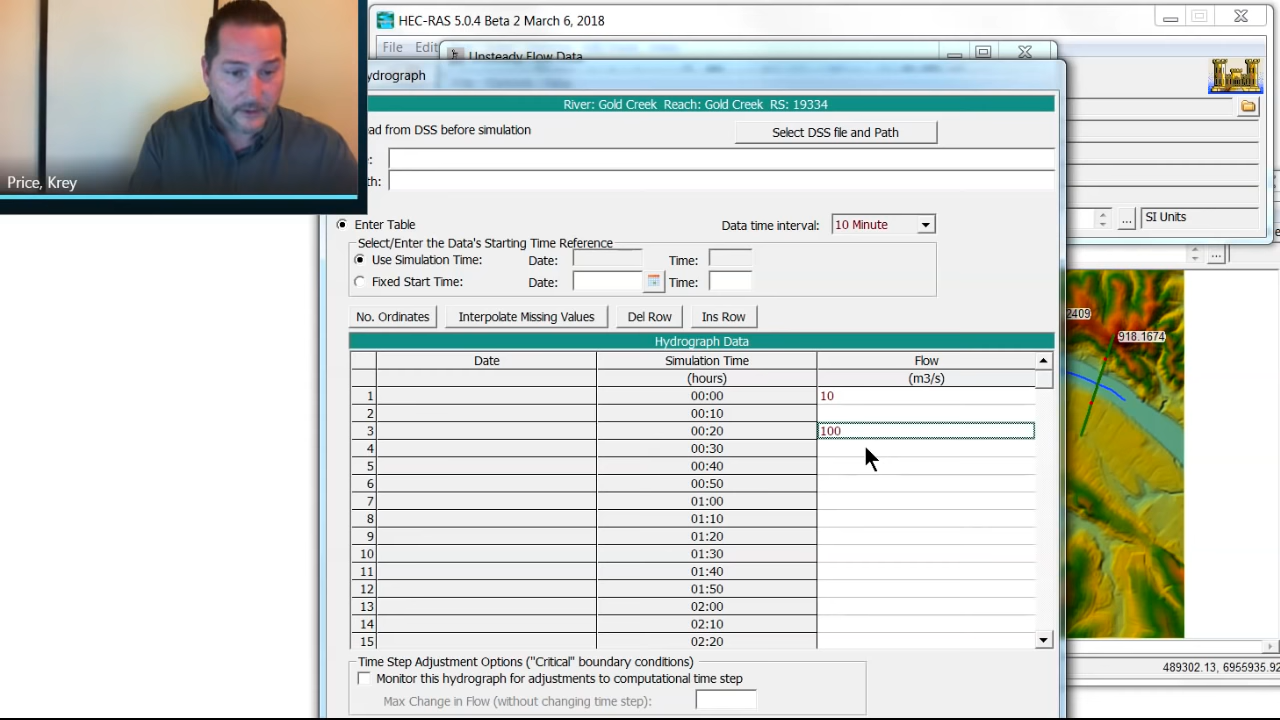 HEC-RAS 5.0.4 Beta 2 March 6, 2018
File Edit
Unsteady Flow Data
ydrograph
River: Gold Creek Reach: Gold Creek RS: 19334
ad from DSS before simulation
Select DSS file and Path
e:
th:
Price, Krey
SI Units
...
...
Enter Table
Data time interval: 10 Minute
Select/Enter the Data's Starting Time Reference
Use Simulation Time: Date: Time:
Fixed Start Time: Date: Time:
No. Ordinates Interpolate Missing Values Del Row Ins Row
Hydrograph Data
Date Simulation Time Flow
(hours) (m3/s)
1 00:00 10
2 00:10
3 00:20 100
4 00:30
5 00:40
6 00:50
7 01:00
8 01:10
9 01:20
10 01:30
11 01:40
12 01:50
13 02:00
14 02:10
15 02:20
Time Step Adjustment Options ("Critical" boundary conditions)
Monitor this hydrograph for adjustments to computational time step
Max Change in Flow (without changing time step):
2409
918.1674
489302.13, 6955935.92